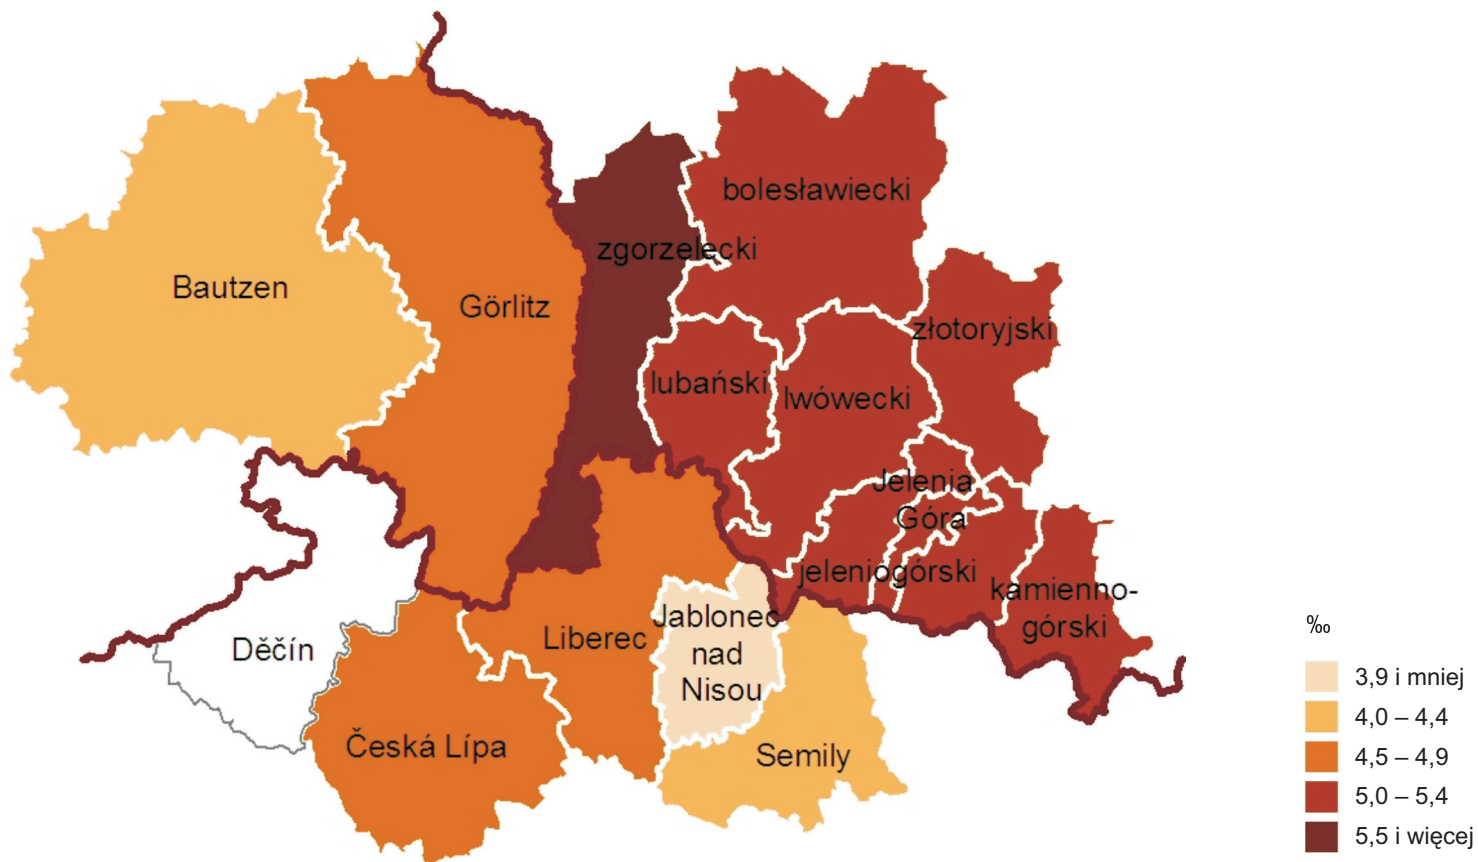 bolesławiecki
zgorzelecki
Bautzen
Görlitz
złotoryjski
lubański
lwówecki
Jelenia
Góra
jeleniogórski
kamienno-
górski
Jablonec
nad
Nisou
Liberec
Děčín
Česká Lípa
Semily
‰
3,9 i mniej
4,0 – 4,4
4,5 – 4,9
5,0 – 5,4
5,5 i więcej